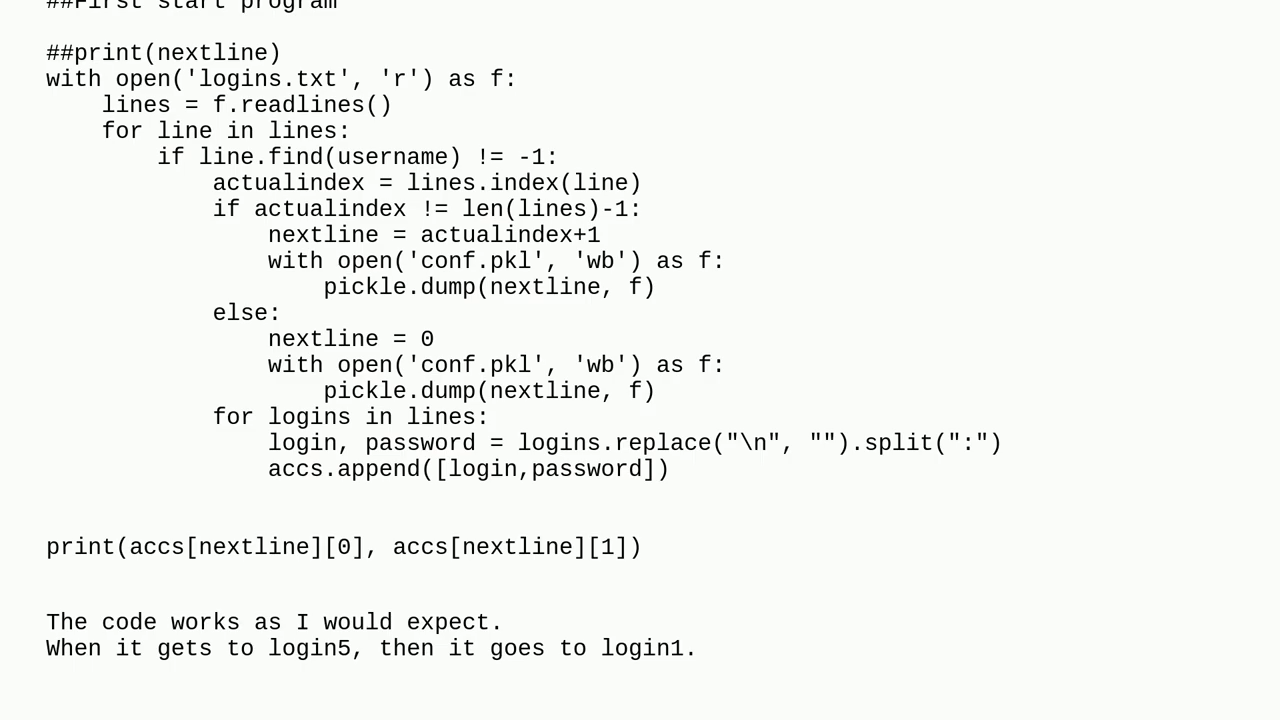 ##First start program
##print(nextline)
with open('logins.txt', 'r') as f:
    lines = f.readlines()
    for line in lines:
        if line.find(username) != -1:
            actualindex = lines.index(line)
            if actualindex != len(lines)-1:
                nextline = actualindex+1
                with open('conf.pkl', 'wb') as f:
                    pickle.dump(nextline, f)
            else:
                nextline = 0
                with open('conf.pkl', 'wb') as f:
                    pickle.dump(nextline, f)
            for logins in lines:
                login, password = logins.replace("\n", "").split(":")
                accs.append([login,password])
print(accs[nextline][0], accs[nextline][1])
The code works as I would expect.
When it gets to login5, then it goes to login1.